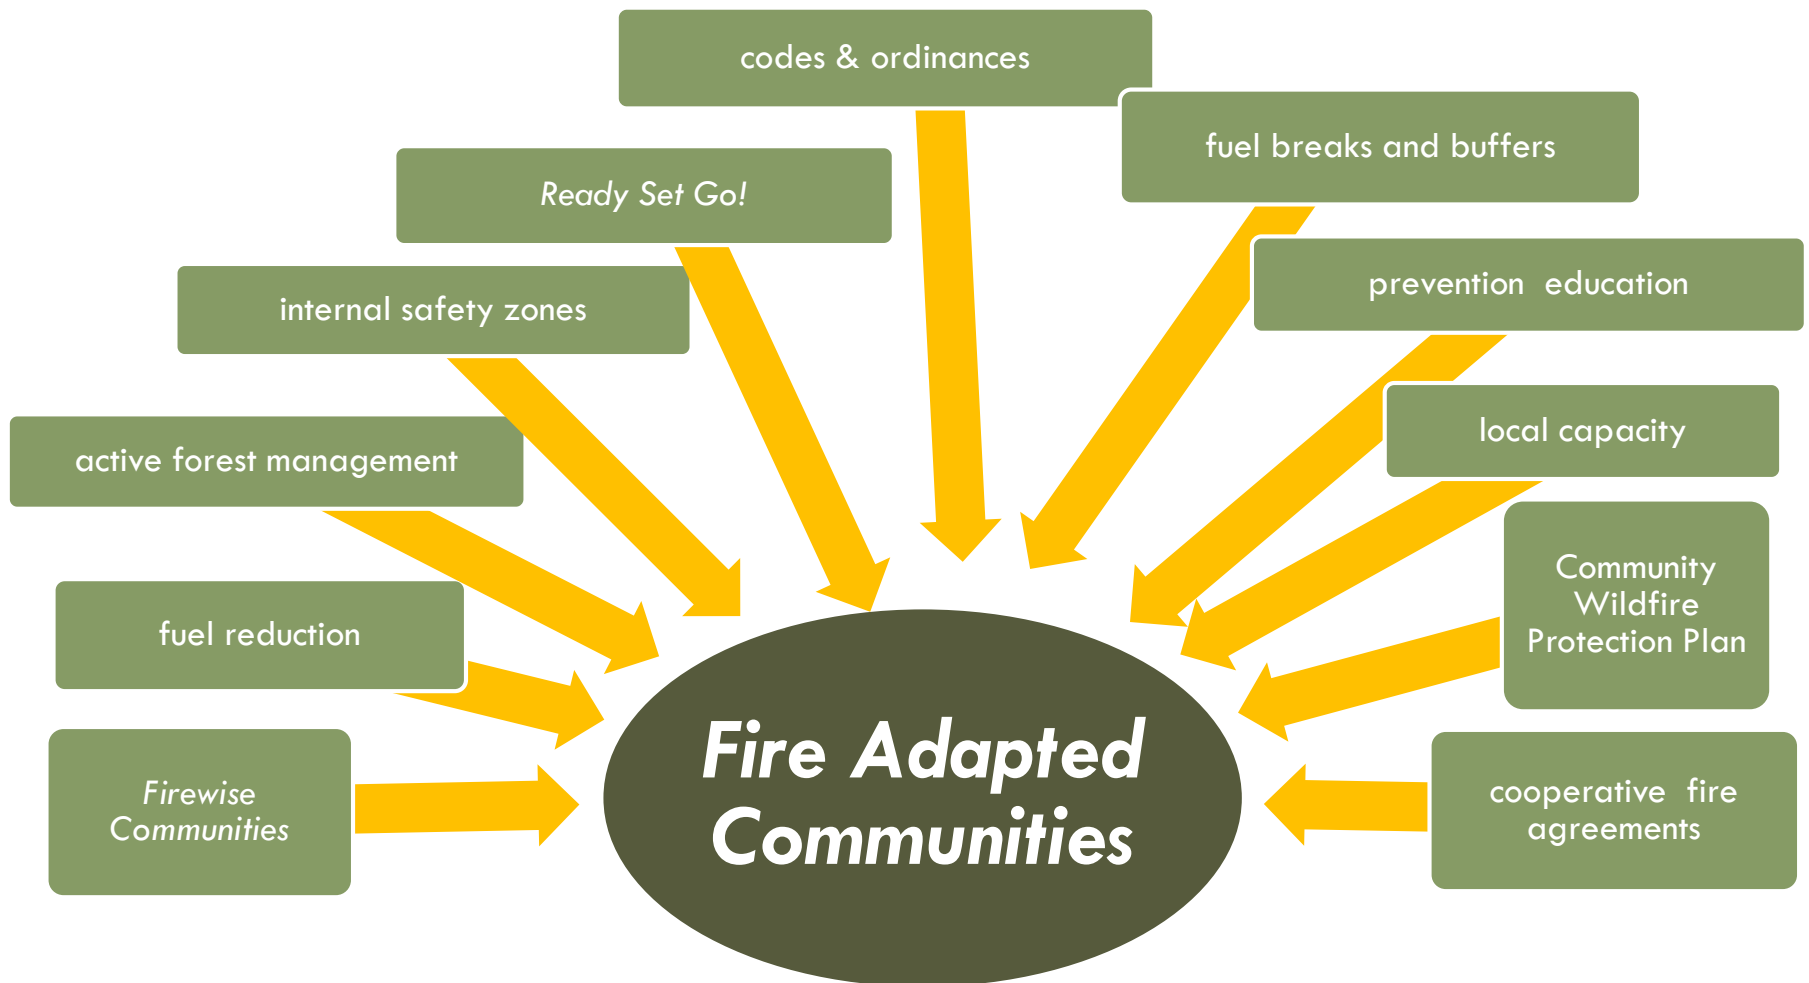 codes & ordinances
fuel breaks and buffers
Ready Set Go!
prevention education
internal safety zones
local capacity
active forest management
Community
Wildfire
Protection Plan
fuel reduction
Fire Adapted
Communities
Firewise
Communities
cooperative fire
agreements